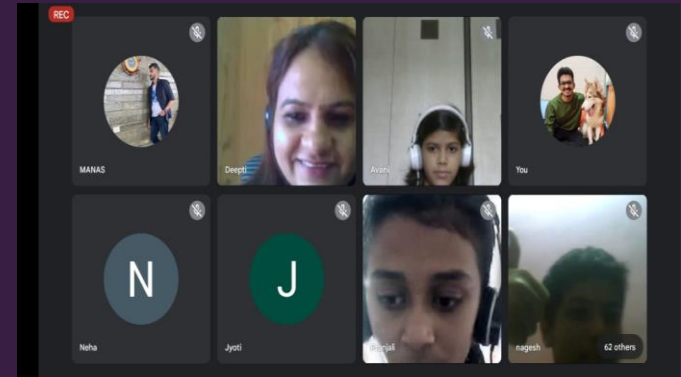 REC
MANAS
Deepti
Avani
You
N
Neha
J
Jyoti
nagesh
62 others